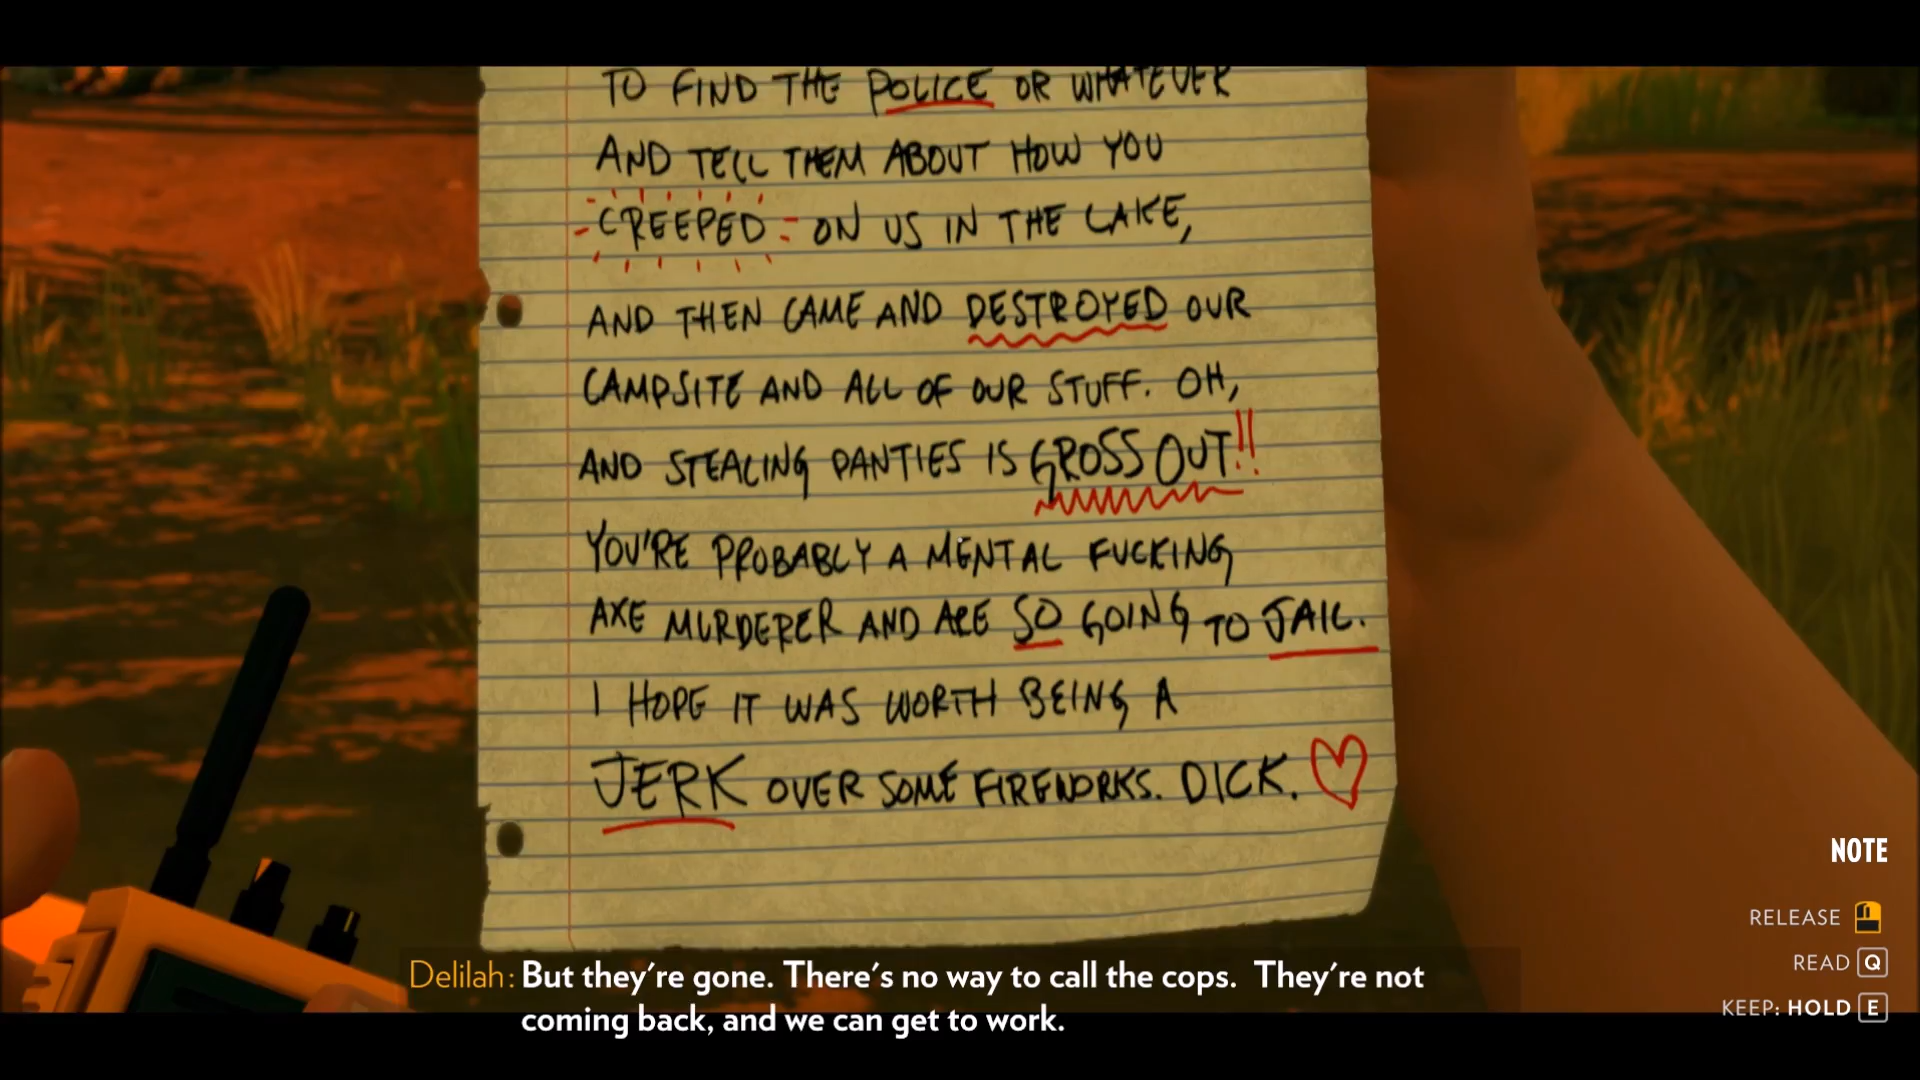 TO FIND THE POLICE OR WHATEVER
AND TELL THEM ABOUT HOW YOU
CREEPED ON US IN THE LAKE,
AND THEN CAME AND DESTROYED OUR
CAMPSITE AND ALL OF OUR STUFF. OH,
AND STEALING PANTIES IS GROSS OUT!!
YOU'RE PROBABLY A MENTAL FUCKING
AXE MURDERER AND ARE SO GOING TO JAIL.
I HOPE IT WAS WORTH BEING A
JERK OVER SOME FIREWORKS. DICK.
NOTE
RELEASE
READ Q
KEEP: HOLD E
Delilah: But they're gone. There's no way to call the cops. They're not
coming back, and we can get to work.